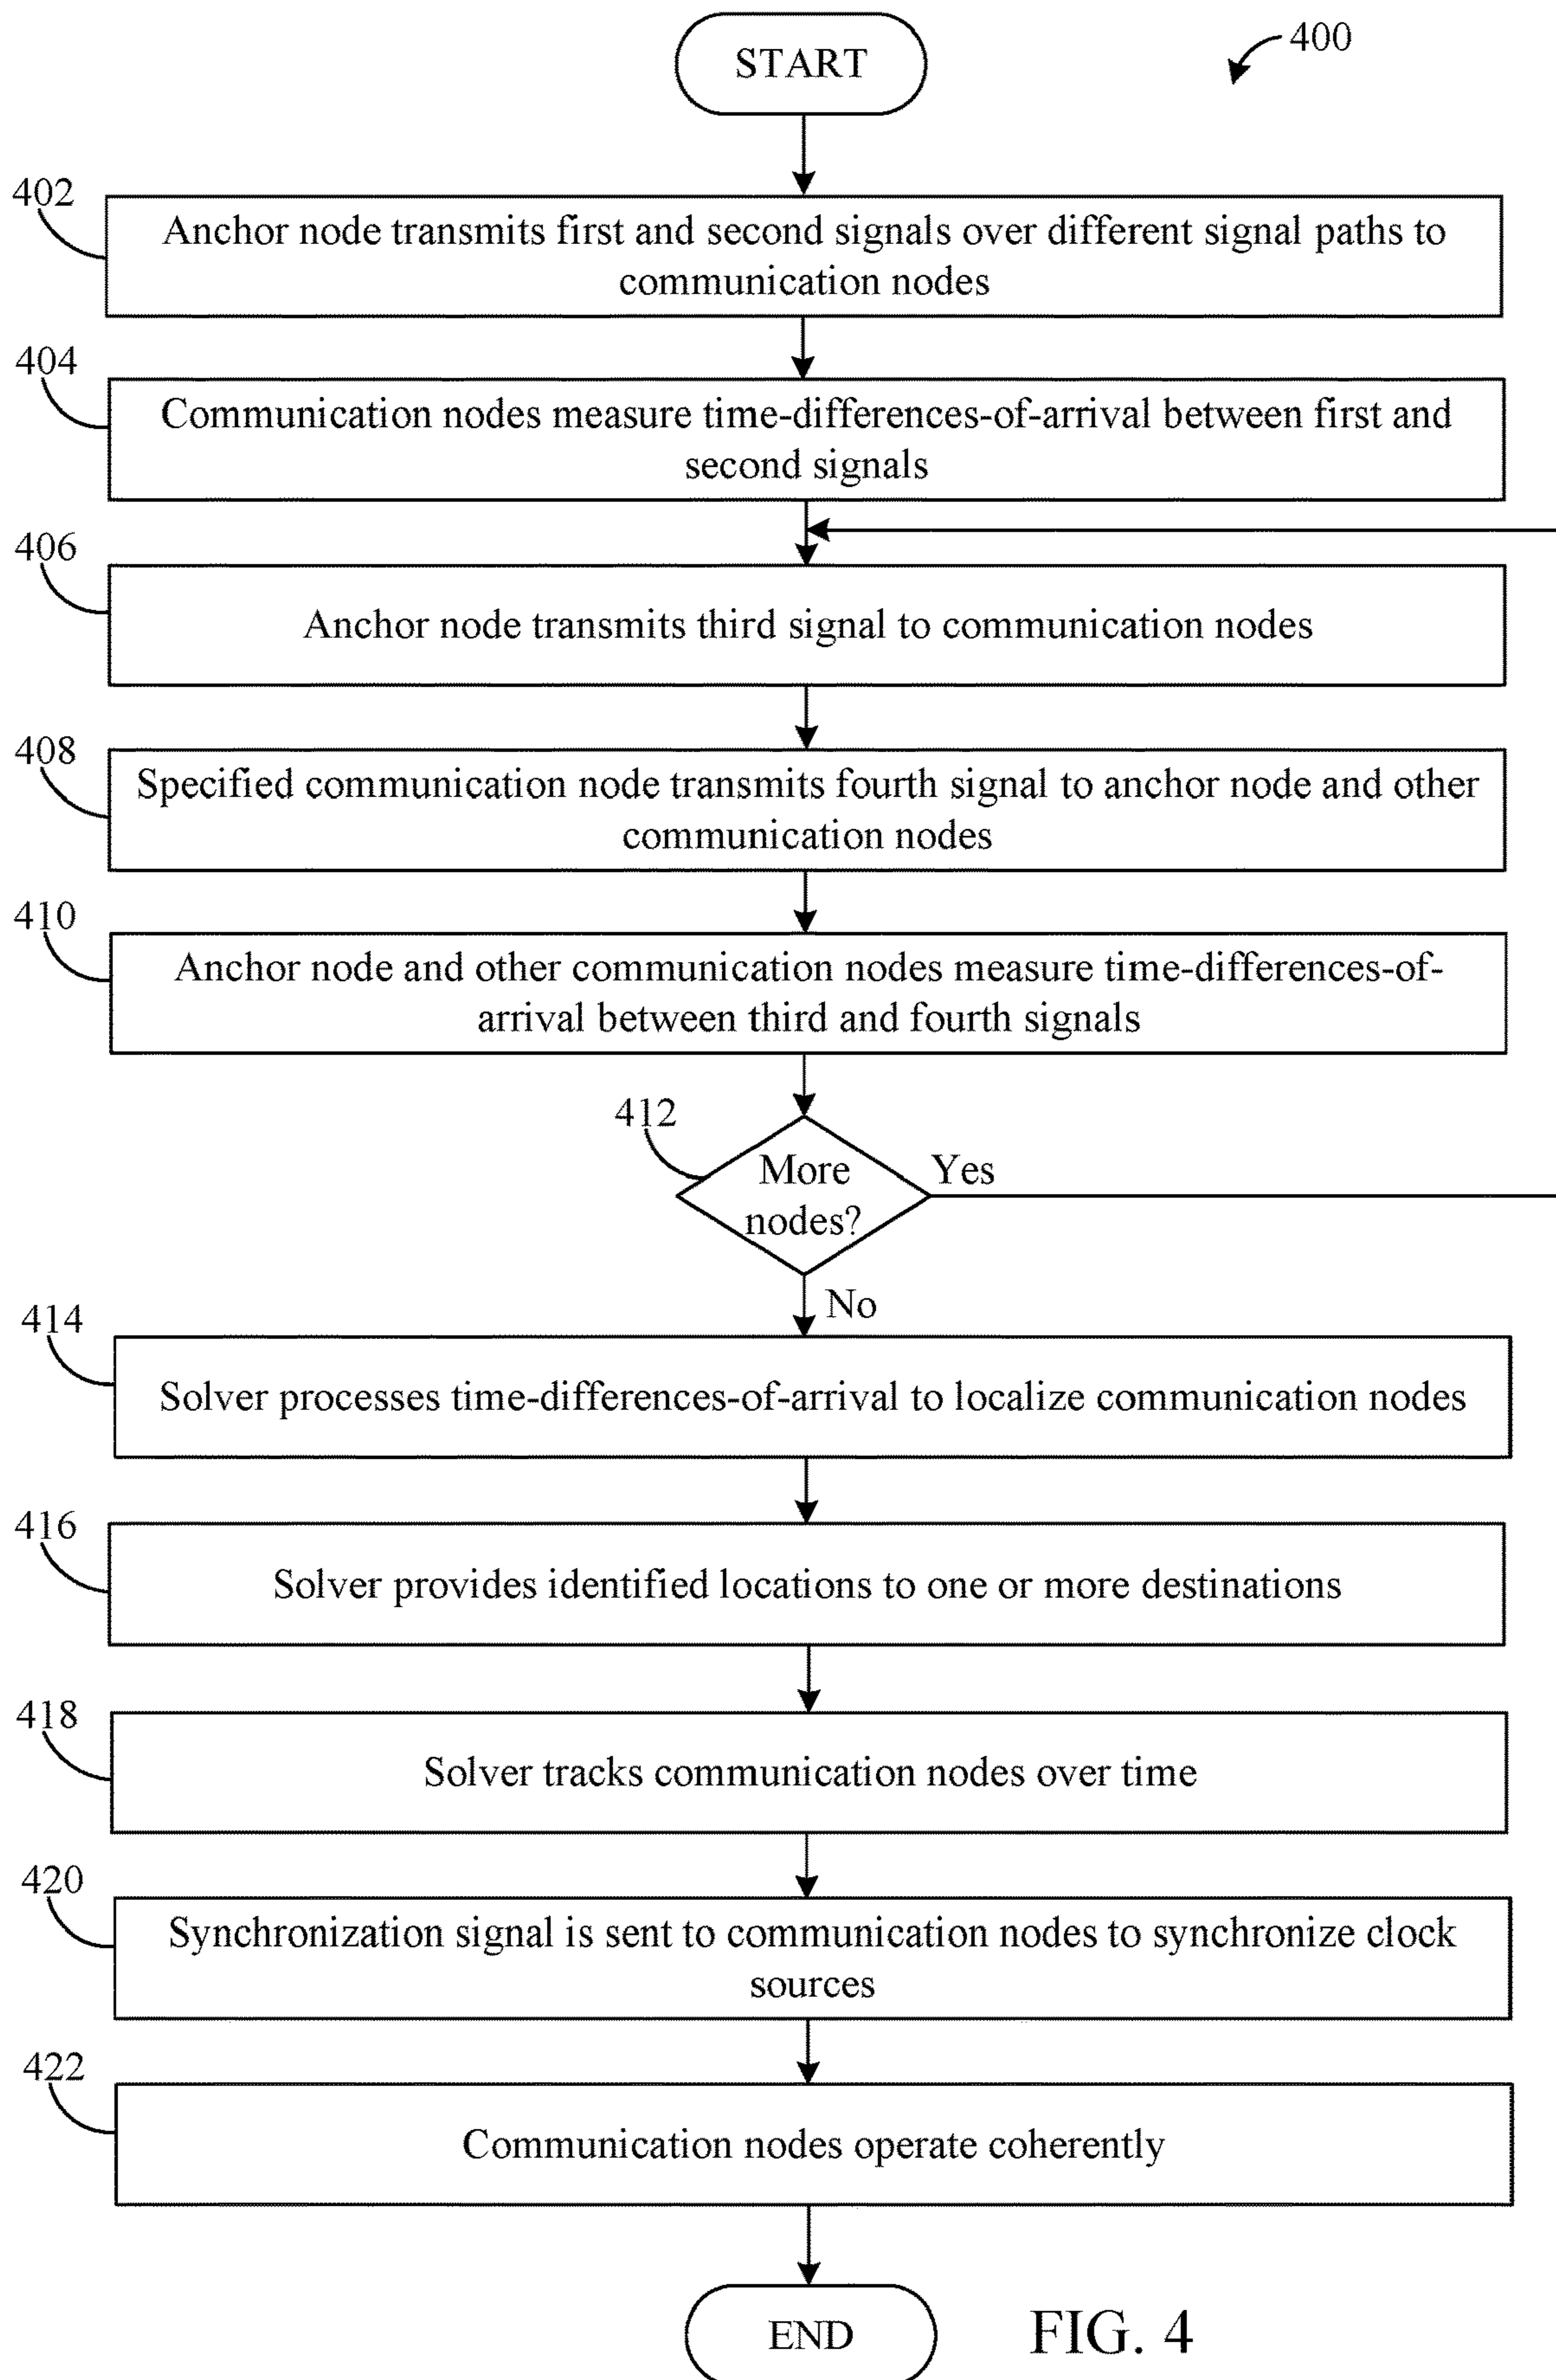 START
400
402
Anchor node transmits first and second signals over different signal paths to
communication nodes
404
Communication nodes measure time-differences-of-arrival between first and
second signals
406
Anchor node transmits third signal to communication nodes
408
Specified communication node transmits fourth signal to anchor node and other
communication nodes
410
Anchor node and other communication nodes measure time-differences-of-
arrival between third and fourth signals
412
More
nodes?
Yes
No
414
Solver processes time-differences-of-arrival to localize communication nodes
416
Solver provides identified locations to one or more destinations
418
Solver tracks communication nodes over time
420
Synchronization signal is sent to communication nodes to synchronize clock
sources
422
Communication nodes operate coherently
END
FIG. 4